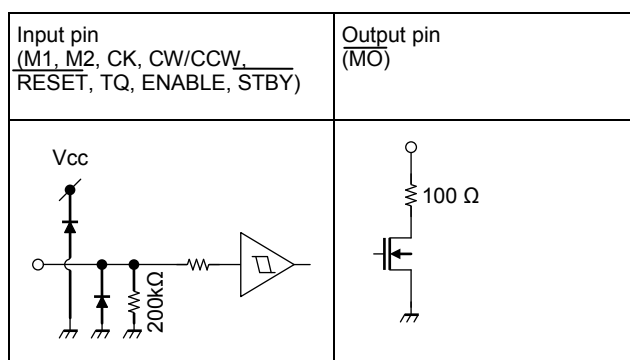 Input pin
(M1, M2, CK, CW/CCW,
RESET, TQ, ENABLE, STBY)
Output pin
(MO)
Vcc
200kΩ
100 Ω